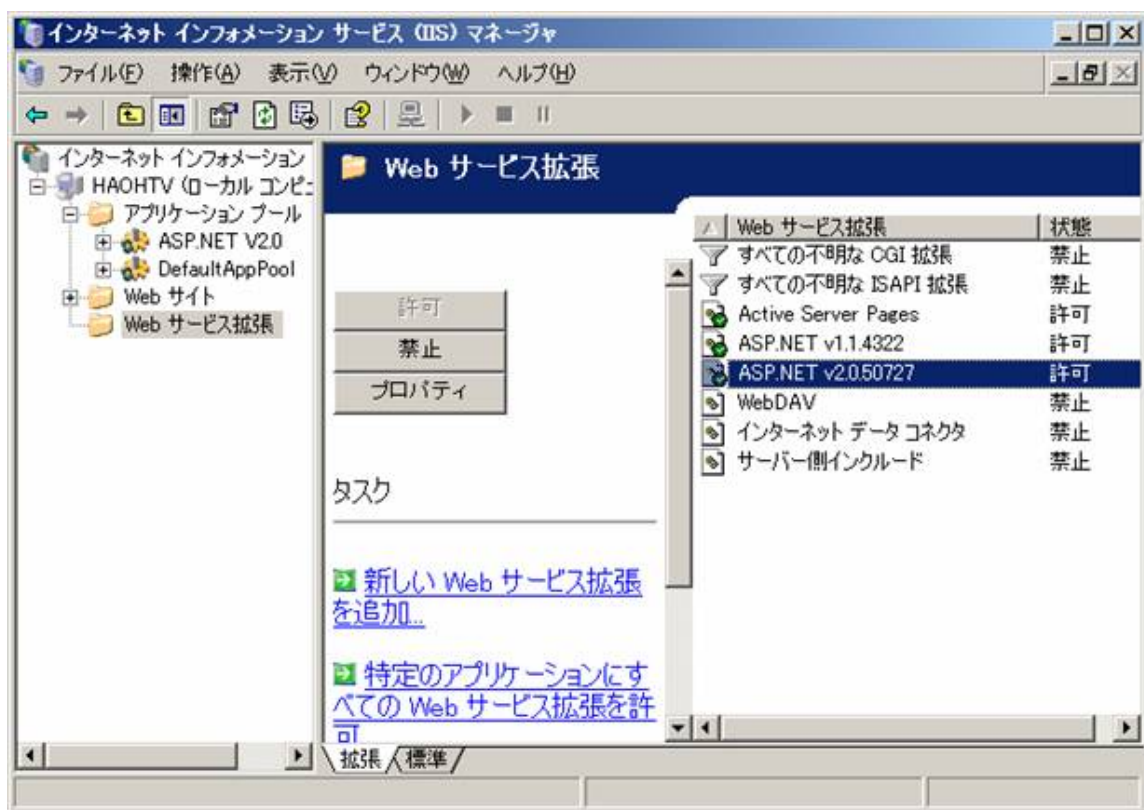 インターネット インフォメーション サービス (IIS) マネージャ
ファイル(F) 操作(A) 表示(V) ウィンドウ(W) ヘルプ(H)
インターネット インフォメーション
HAOHTV (ローカル コンピュ
アプリケーション プール
ASP.NET V2.0
DefaultAppPool
Web サイト
Web サービス拡張
Web サービス拡張
許可
禁止
プロパティ
タスク
新しい Web サービス拡張
を追加...
特定のアプリケーションにす
べての Web サービス拡張を許
可
Web サービス拡張 状態
すべての不明な CGI 拡張 禁止
すべての不明な ISAPI 拡張 禁止
Active Server Pages 許可
ASP.NET v1.1.4322 許可
ASP.NET v2.0.50727 許可
WebDAV 禁止
インターネット データ コネクタ 禁止
サーバー側インクルード 禁止
拡張 標準